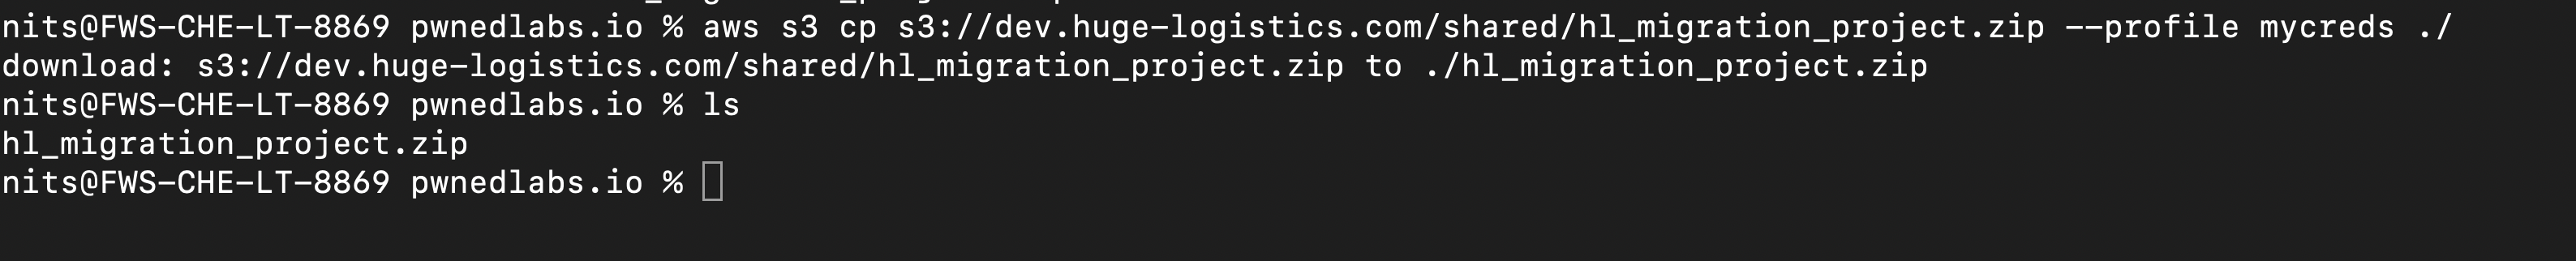 nits@FWS-CHE-LT-8869 pwnedlabs.io % aws s3 cp s3://dev.huge-logistics.com/shared/hl_migration_project.zip --profile mycreds ./
download: s3://dev.huge-logistics.com/shared/hl_migration_project.zip to ./hl_migration_project.zip
nits@FWS-CHE-LT-8869 pwnedlabs.io % ls
hl_migration_project.zip
nits@FWS-CHE-LT-8869 pwnedlabs.io %